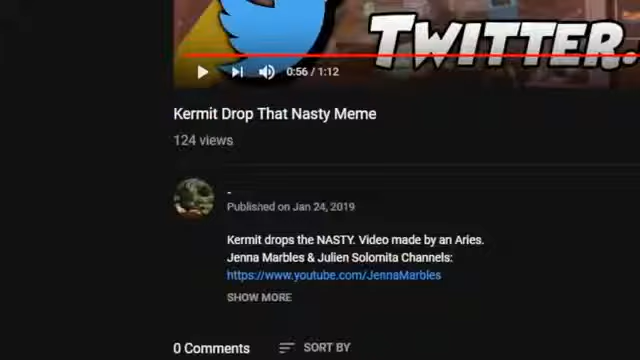 TWITTER.
0:56 / 1:12
Kermit Drop That Nasty Meme
124 views
-
Published on Jan 24, 2019
Kermit drops the NASTY. Video made by an Aries.
Jenna Marbles & Julien Solomita Channels:
https://www.youtube.com/JennaMarbles
SHOW MORE
0 Comments SORT BY